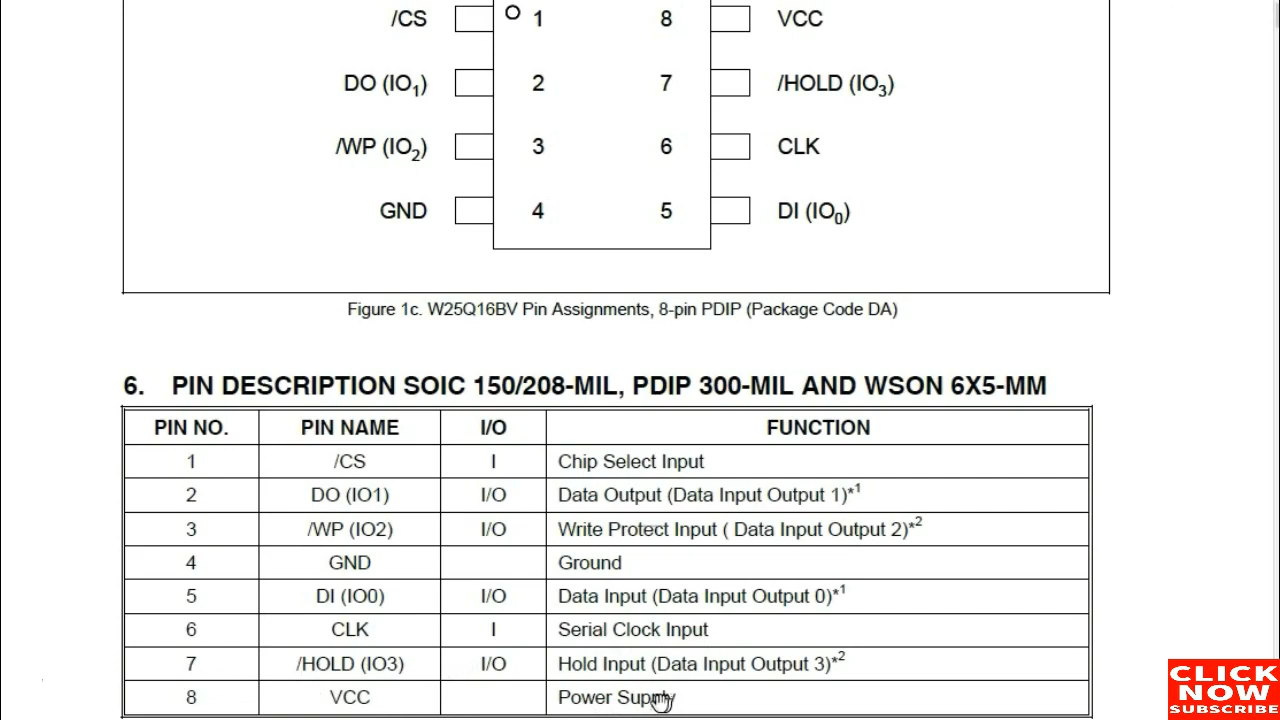 /CS 1 8 VCC
DO (IO1) 2 7 /HOLD (IO3)
/WP (IO2) 3 6 CLK
GND 4 5 DI (IO0)
Figure 1c. W25Q16BV Pin Assignments, 8-pin PDIP (Package Code DA)
6. PIN DESCRIPTION SOIC 150/208-MIL, PDIP 300-MIL AND WSON 6X5-MM
PIN NO. PIN NAME I/O FUNCTION
1 /CS I Chip Select Input
2 DO (IO1) I/O Data Output (Data Input Output 1)*1
3 /WP (IO2) I/O Write Protect Input ( Data Input Output 2)*2
4 GND Ground
5 DI (IO0) I/O Data Input (Data Input Output 0)*1
6 CLK I Serial Clock Input
7 /HOLD (IO3) I/O Hold Input (Data Input Output 3)*2
8 VCC Power Supply
CLICK
NOW
SUBSCRIBE